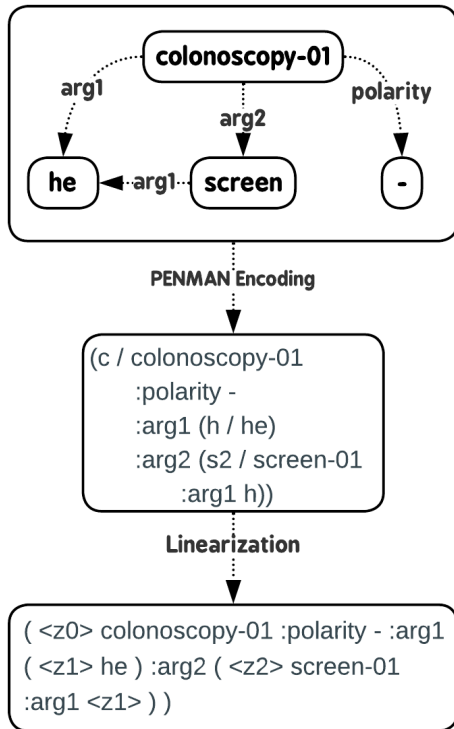 colonoscopy-01
arg1
polarity
arg2
he
arg1
screen
-
PENMAN Encoding
(c / colonoscopy-01
:polarity -
:arg1 (h / he)
:arg2 (s2 / screen-01
:arg1 h))
Linearization
( <z0> colonoscopy-01 :polarity - :arg1
( <z1> he ) :arg2 ( <z2> screen-01
:arg1 <z1> ) )